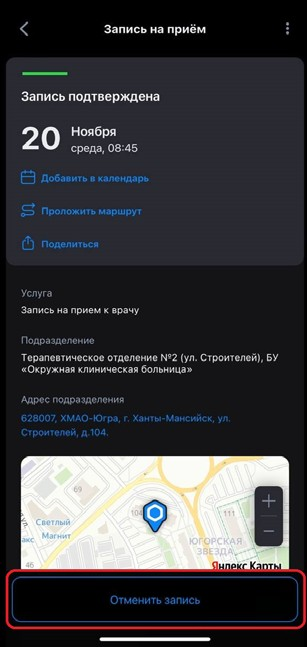 Запись на приём
Запись подтверждена
20
Ноября
среда, 08:45
Добавить в календарь
Проложить маршрут
Поделиться
Услуга
Запись на прием к врачу
Подразделение
Терапевтическое отделение №2 (ул. Строителей), БУ
«Окружная клиническая больница»
Адрес подразделения
628007, ХМАО-Югра, г. Ханты-Мансийск, ул.
Строителей, д.104.
69
111
Светлый
Магнит
ЮГОРСКАЯ
ЗВЕЗДА
46
Яндекс Карты
Отменить запись